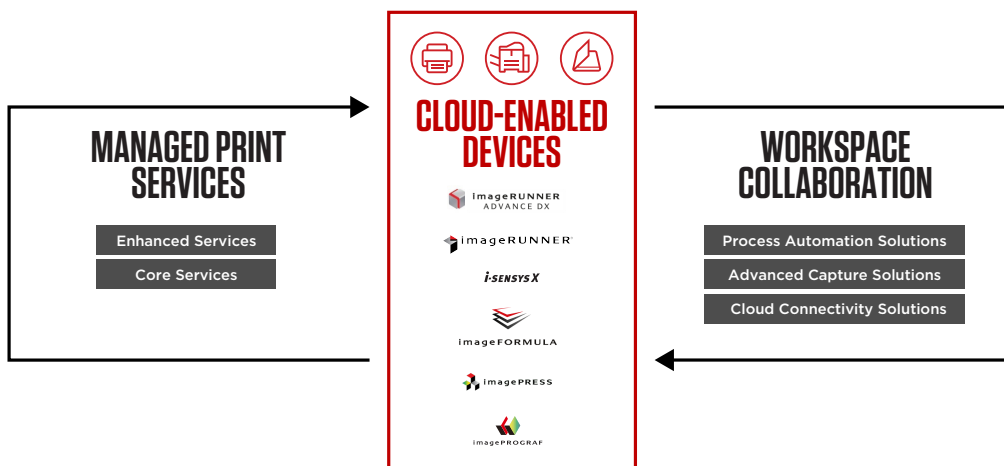 MANAGED PRINT
SERVICES
Enhanced Services
Core Services
CLOUD-ENABLED
DEVICES
imageRUNNER
ADVANCE DX
imageRUNNER
i-SENSYS X
imageFORMULA
imagePRESS
imagePROGRAF
WORKSPACE
COLLABORATION
Process Automation Solutions
Advanced Capture Solutions
Cloud Connectivity Solutions